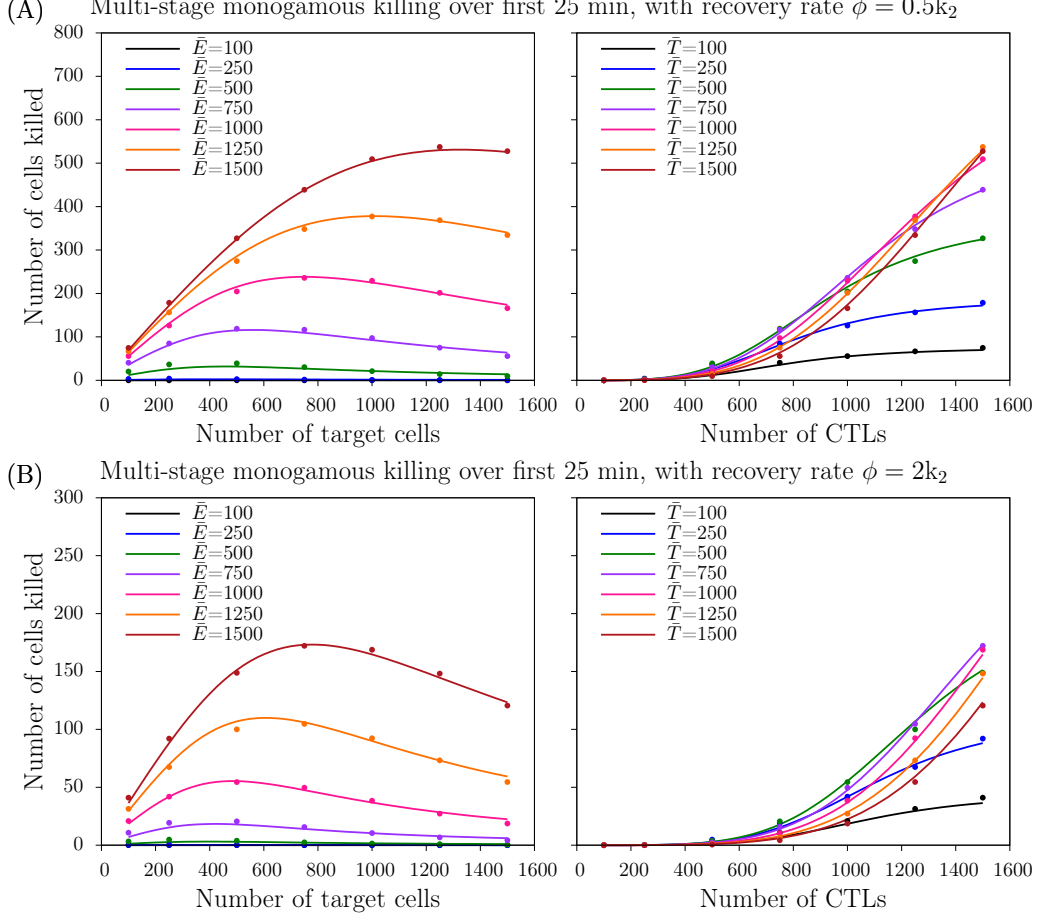 (A) Multi-stage monogamous killing over first 25 min, with recovery rate ϕ = 0.5k₂
Number of cells killed
800
700
600
500
400
300
200
100
0
Ē=100
Ē=250
Ē=500
Ē=750
Ē=1000
Ē=1250
Ē=1500
0 200 400 600 800 1000 1200 1400 1600
Number of target cells
T̄=100
T̄=250
T̄=500
T̄=750
T̄=1000
T̄=1250
T̄=1500
0 200 400 600 800 1000 1200 1400 1600
Number of CTLs
(B) Multi-stage monogamous killing over first 25 min, with recovery rate ϕ = 2k₂
Number of cells killed
300
250
200
150
100
50
0
Ē=100
Ē=250
Ē=500
Ē=750
Ē=1000
Ē=1250
Ē=1500
0 200 400 600 800 1000 1200 1400 1600
Number of target cells
T̄=100
T̄=250
T̄=500
T̄=750
T̄=1000
T̄=1250
T̄=1500
0 200 400 600 800 1000 1200 1400 1600
Number of CTLs